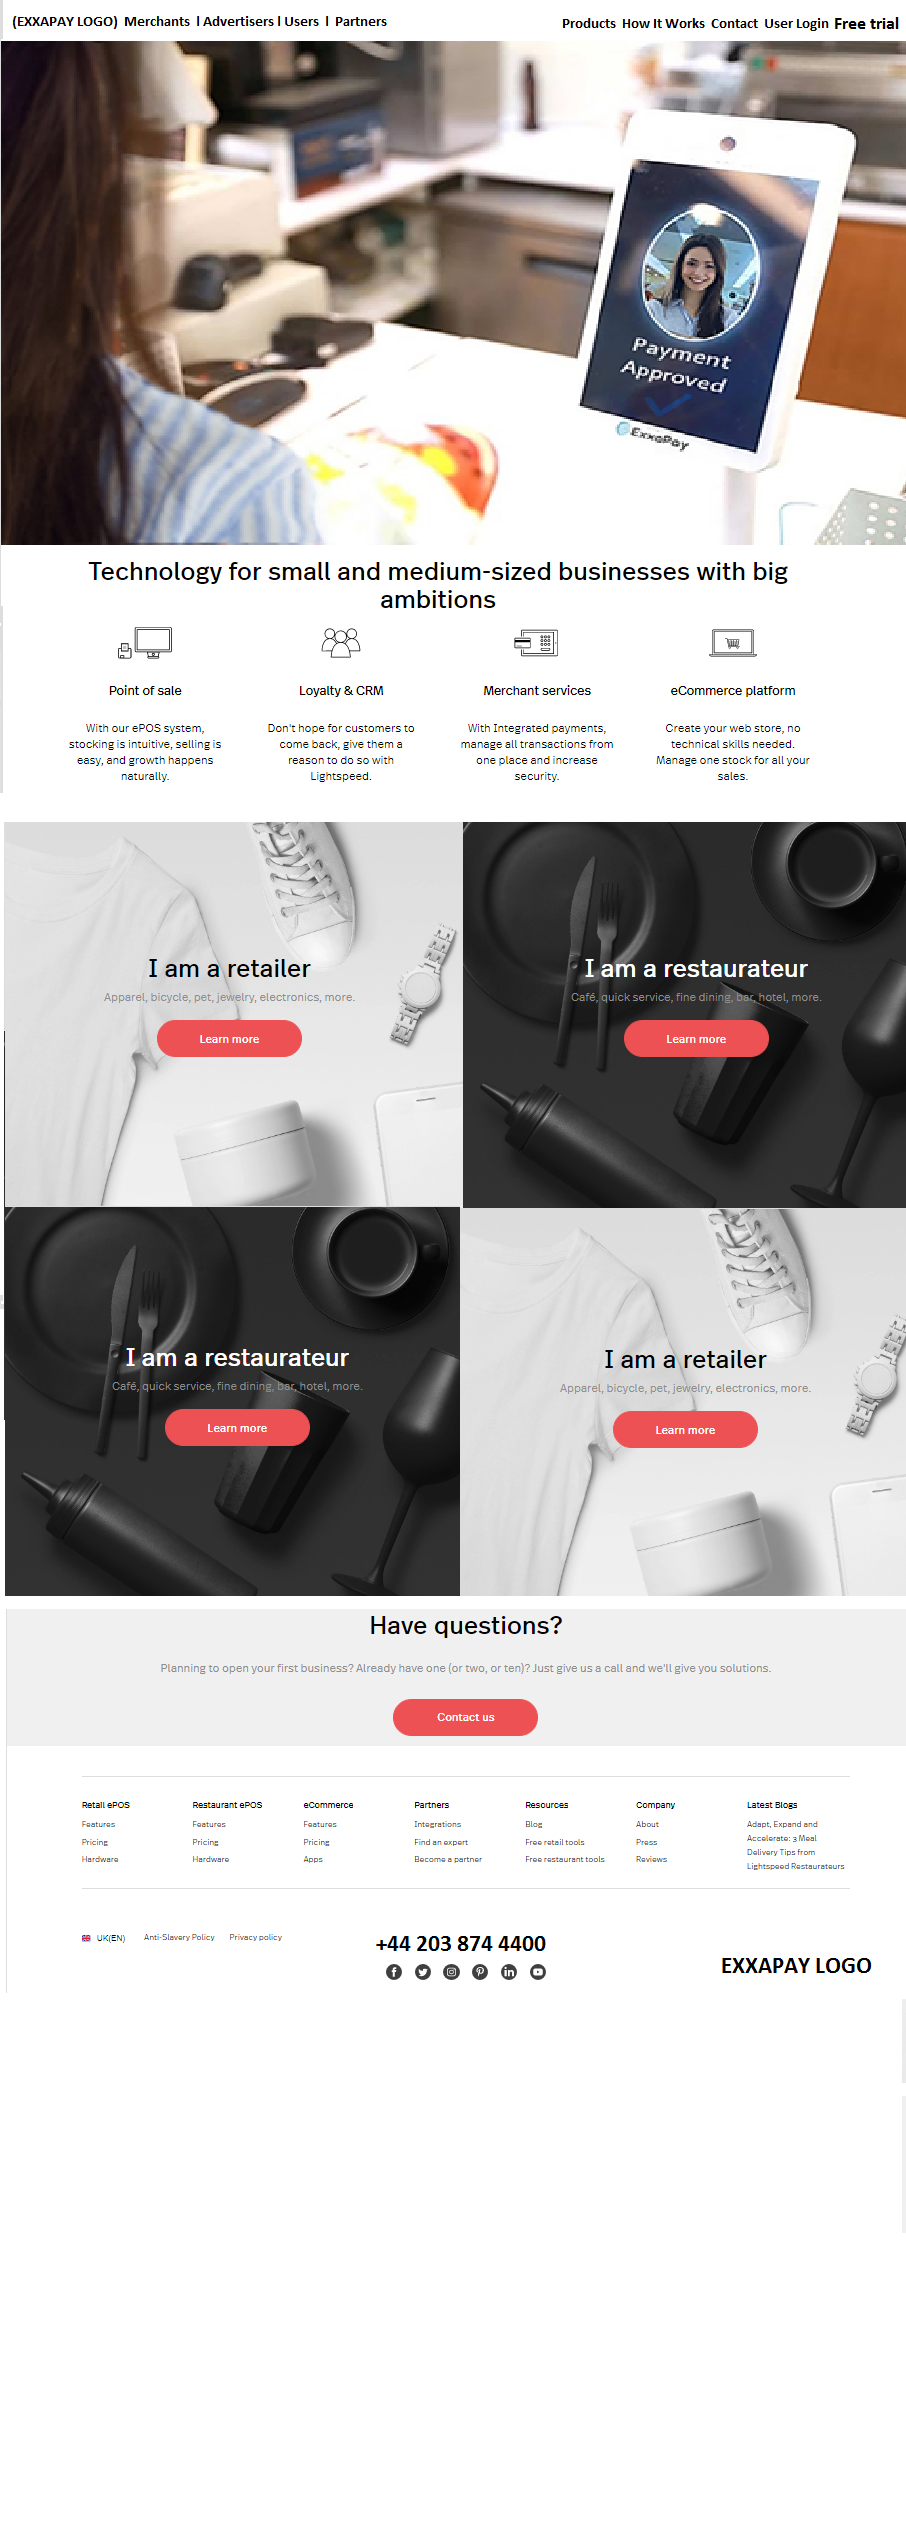 (EXXAPAY LOGO) Merchants | Advertisers | Users | Partners
Products How It Works Contact User Login Free trial
Payment
Approved
ExxaPay
Technology for small and medium-sized businesses with big
ambitions
Point of sale
With our ePOS system,
stocking is intuitive, selling is
easy, and growth happens
naturally.
Loyalty & CRM
Don't hope for customers to
come back, give them a
reason to do so with
Lightspeed.
Merchant services
With Integrated payments,
manage all transactions from
one place and increase
security.
eCommerce platform
Create your web store, no
technical skills needed.
Manage one stock for all your
sales.
I am a retailer
Apparel, bicycle, pet, jewelry, electronics, more.
Learn more
I am a restaurateur
Café, quick service, fine dining, bar, hotel, more.
Learn more
I am a restaurateur
Café, quick service, fine dining, bar, hotel, more.
Learn more
I am a retailer
Apparel, bicycle, pet, jewelry, electronics, more.
Learn more
Have questions?
Planning to open your first business? Already have one (or two, or ten)? Just give us a call and we'll give you solutions.
Contact us
Retail ePOS
Features
Pricing
Hardware
Restaurant ePOS
Features
Pricing
Hardware
eCommerce
Features
Pricing
Apps
Partners
Integrations
Find an expert
Become a partner
Resources
Blog
Free retail tools
Free restaurant tools
Company
About
Press
Reviews
Latest Blogs
Adapt, Expand and
Accelerate: 3 Meal
Delivery Tips from
Lightspeed Restaurateurs
UK(EN) Anti-Slavery Policy Privacy policy
+44 203 874 4400
EXXAPAY LOGO